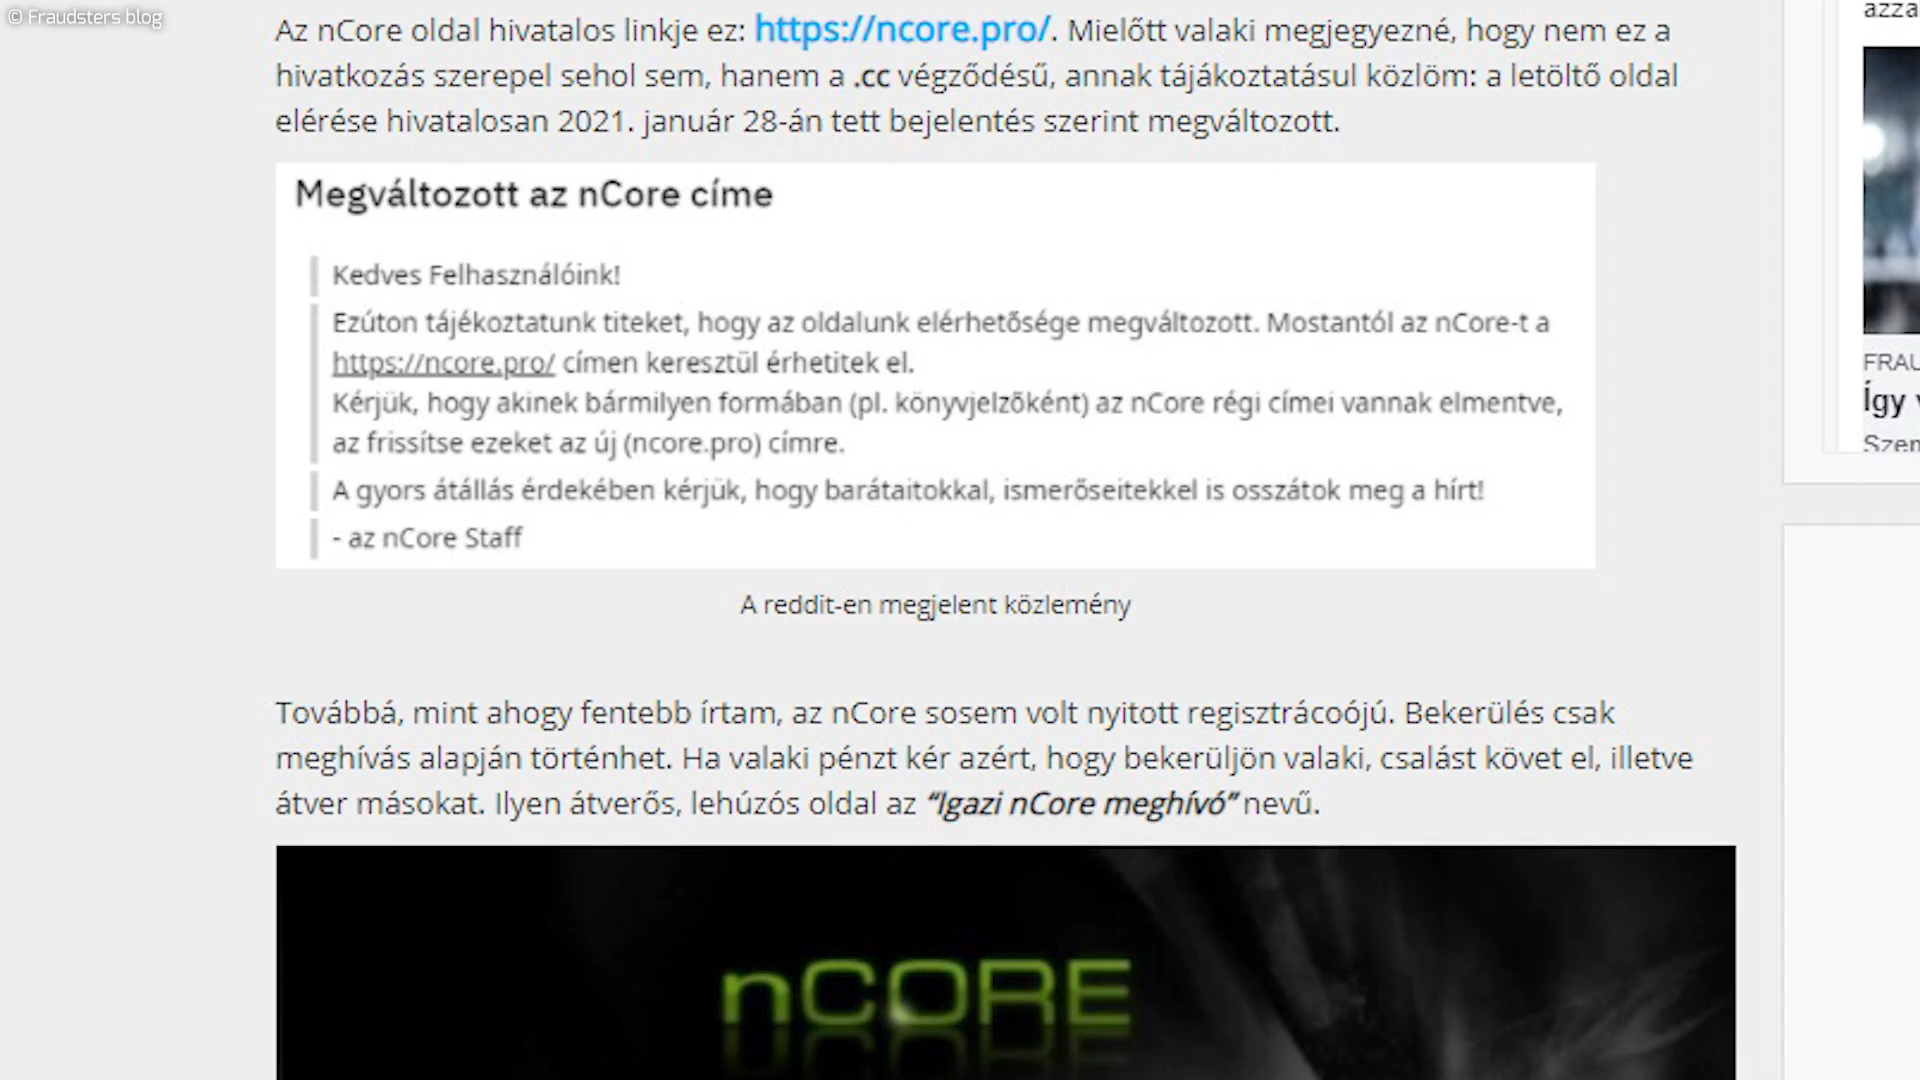 © Fraudsters blog
Az nCore oldal hivatalos linkje ez: https://ncore.pro/. Mielőtt valaki megjegyezné, hogy nem ez a
hivatkozás szerepel sehol sem, hanem a .cc végződésű, annak tájákoztatásul közlöm: a letöltő oldal
elérése hivatalosan 2021. január 28-án tett bejelentés szerint megváltozott.
Megváltozott az nCore címe
Kedves Felhasználóink!
Ezúton tájékoztatunk titeket, hogy az oldalunk elérhetősége megváltozott. Mostantól az nCore-t a
https://ncore.pro/ címen keresztül érhetitek el.
Kérjük, hogy akinek bármilyen formában (pl. könyvjelzőként) az nCore régi címei vannak elmentve,
az frissítse ezeket az új (ncore.pro) címre.
A gyors átállás érdekében kérjük, hogy barátaitokkal, ismerőseitekkel is osszátok meg a hírt!
- az nCore Staff
A reddit-en megjelent közlemény
Továbbá, mint ahogy fentebb írtam, az nCore sosem volt nyitott regisztrácoójú. Bekerülés csak
meghívás alapján történhet. Ha valaki pénzt kér azért, hogy bekerüljön valaki, csalást követ el, illetve
átver másokat. Ilyen átverős, lehúzós oldal az “Igazi nCore meghívó” nevű.
nCORE
azza
FRAU
Így
Szem